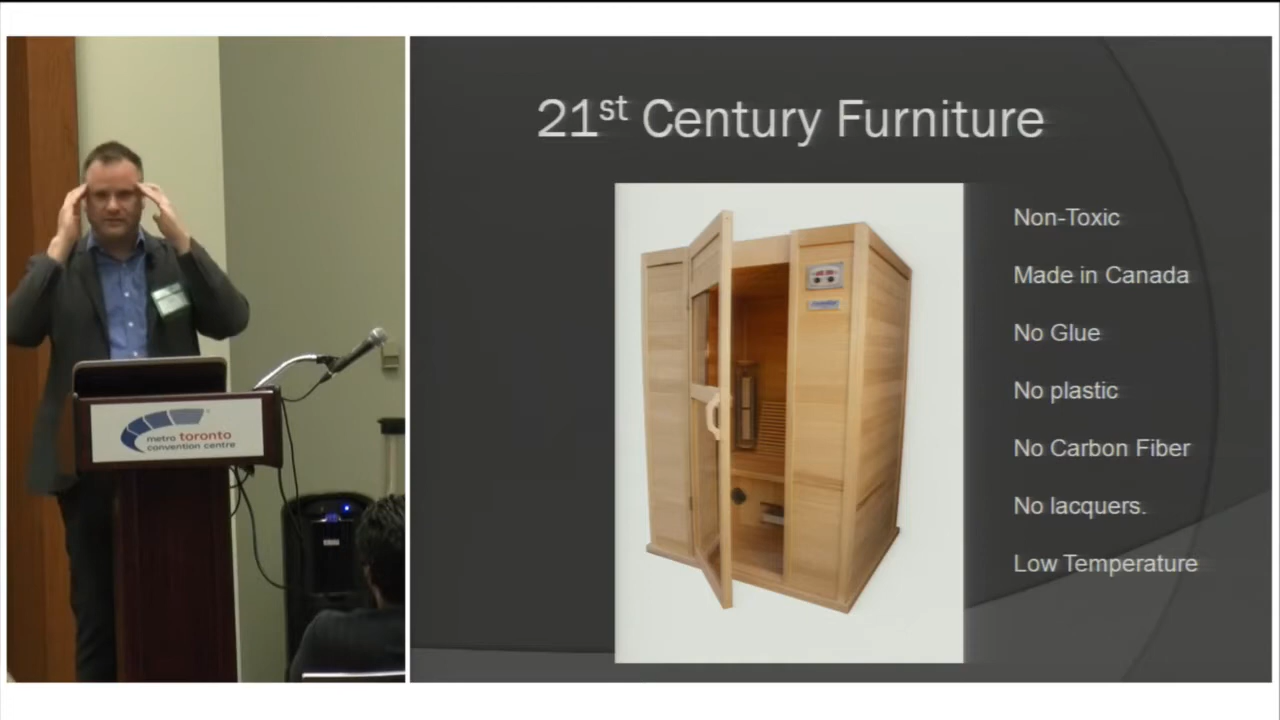 metro toronto
convention centre
21st Century Furniture
Non-Toxic
Made in Canada
No Glue
No plastic
No Carbon Fiber
No lacquers.
Low Temperature